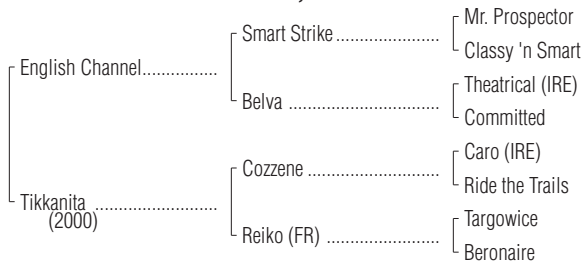 Mr. Prospector
Smart Strike....................
Classy 'n Smart
English Channel...............
Theatrical (IRE)
Belva .............................
Committed
Caro (IRE)
Cozzene .........................
Ride the Trails
Tikkanita ........................
(2000)
Targowice
Reiko (FR) .....................
Beronaire